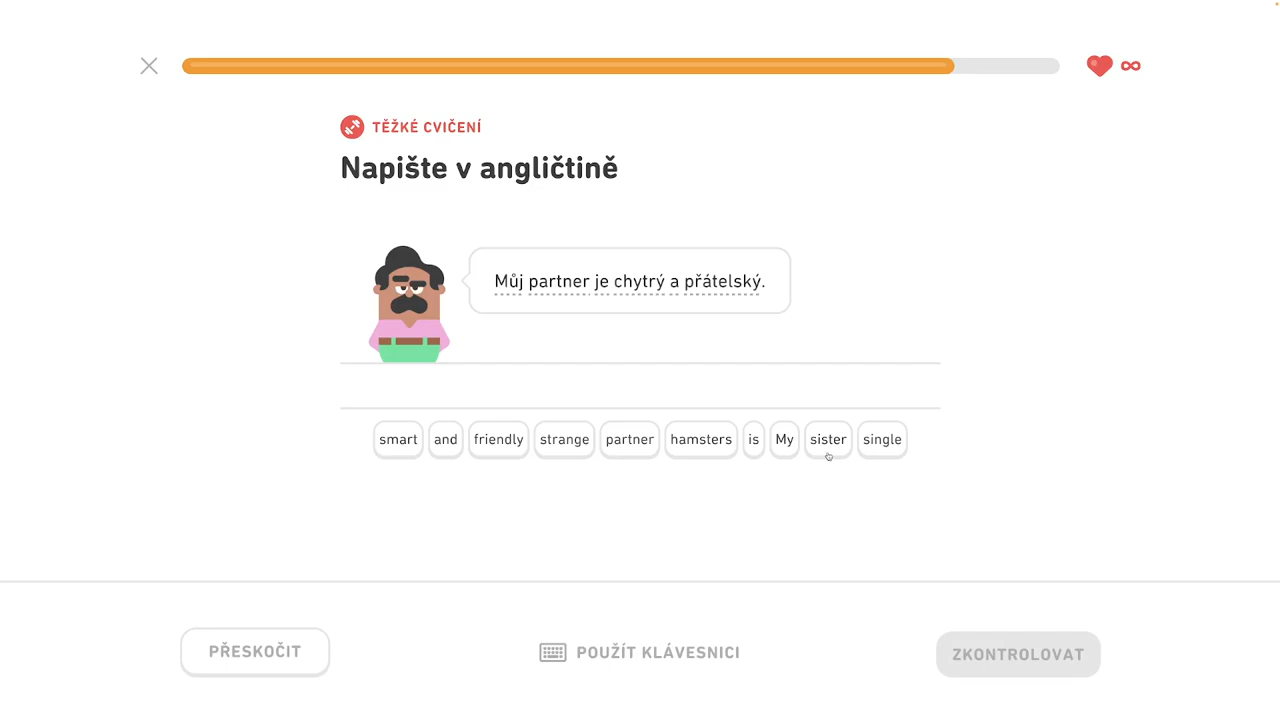 TĚŽKÉ CVIČENÍ
Napište v angličtině
Můj partner je chytrý a přátelský.
smart and friendly strange partner hamsters is My sister single
PŘESKOČIT
POUŽÍT KLÁVESNICI
ZKONTROLOVAT